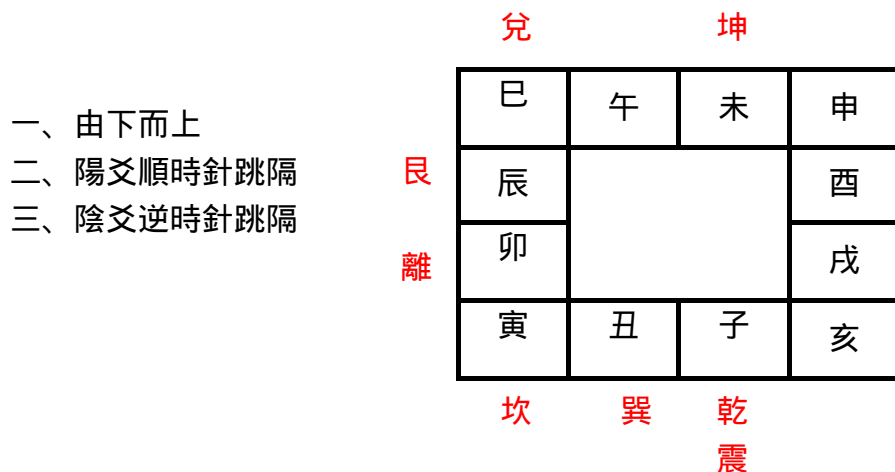 兌 坤
一、由下而上
二、陽爻順時針跳隔
三、陰爻逆時針跳隔
巳 午 未 申
艮 辰 酉
離 卯 戌
寅 丑 子 亥
坎 巽 乾
震